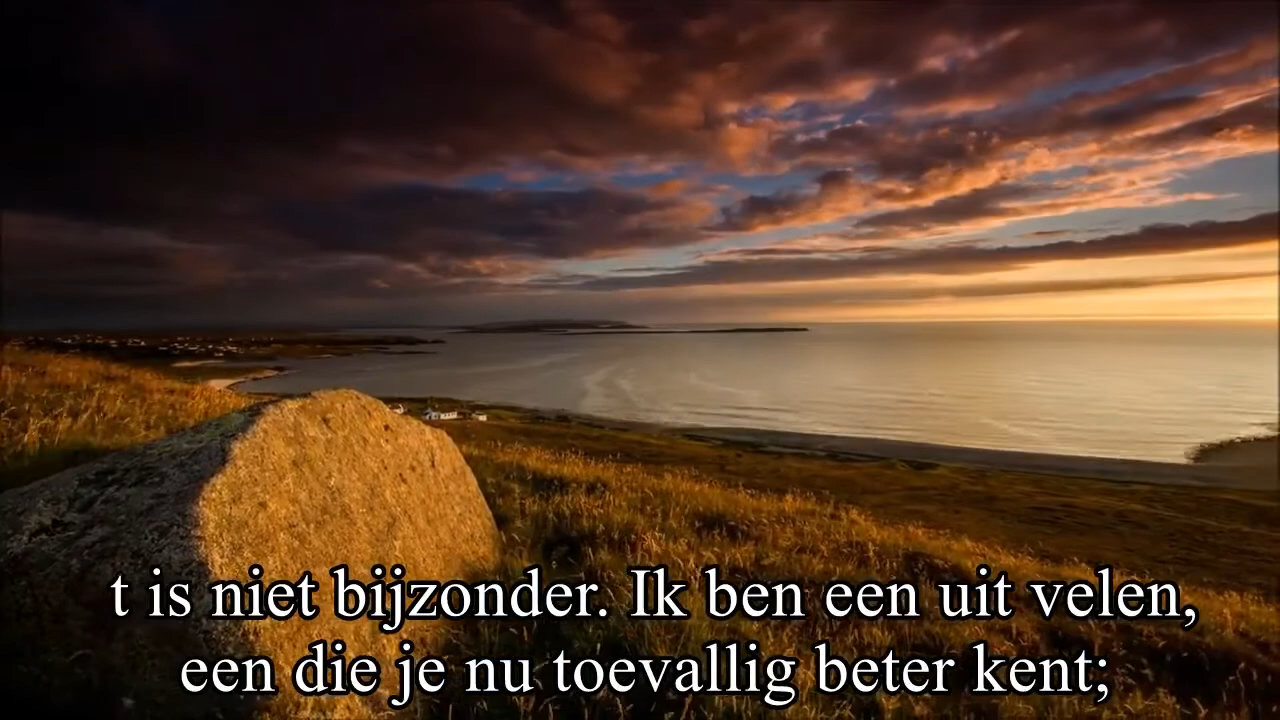 t is niet bijzonder. Ik ben een uit velen,
een die je nu toevallig beter kent;